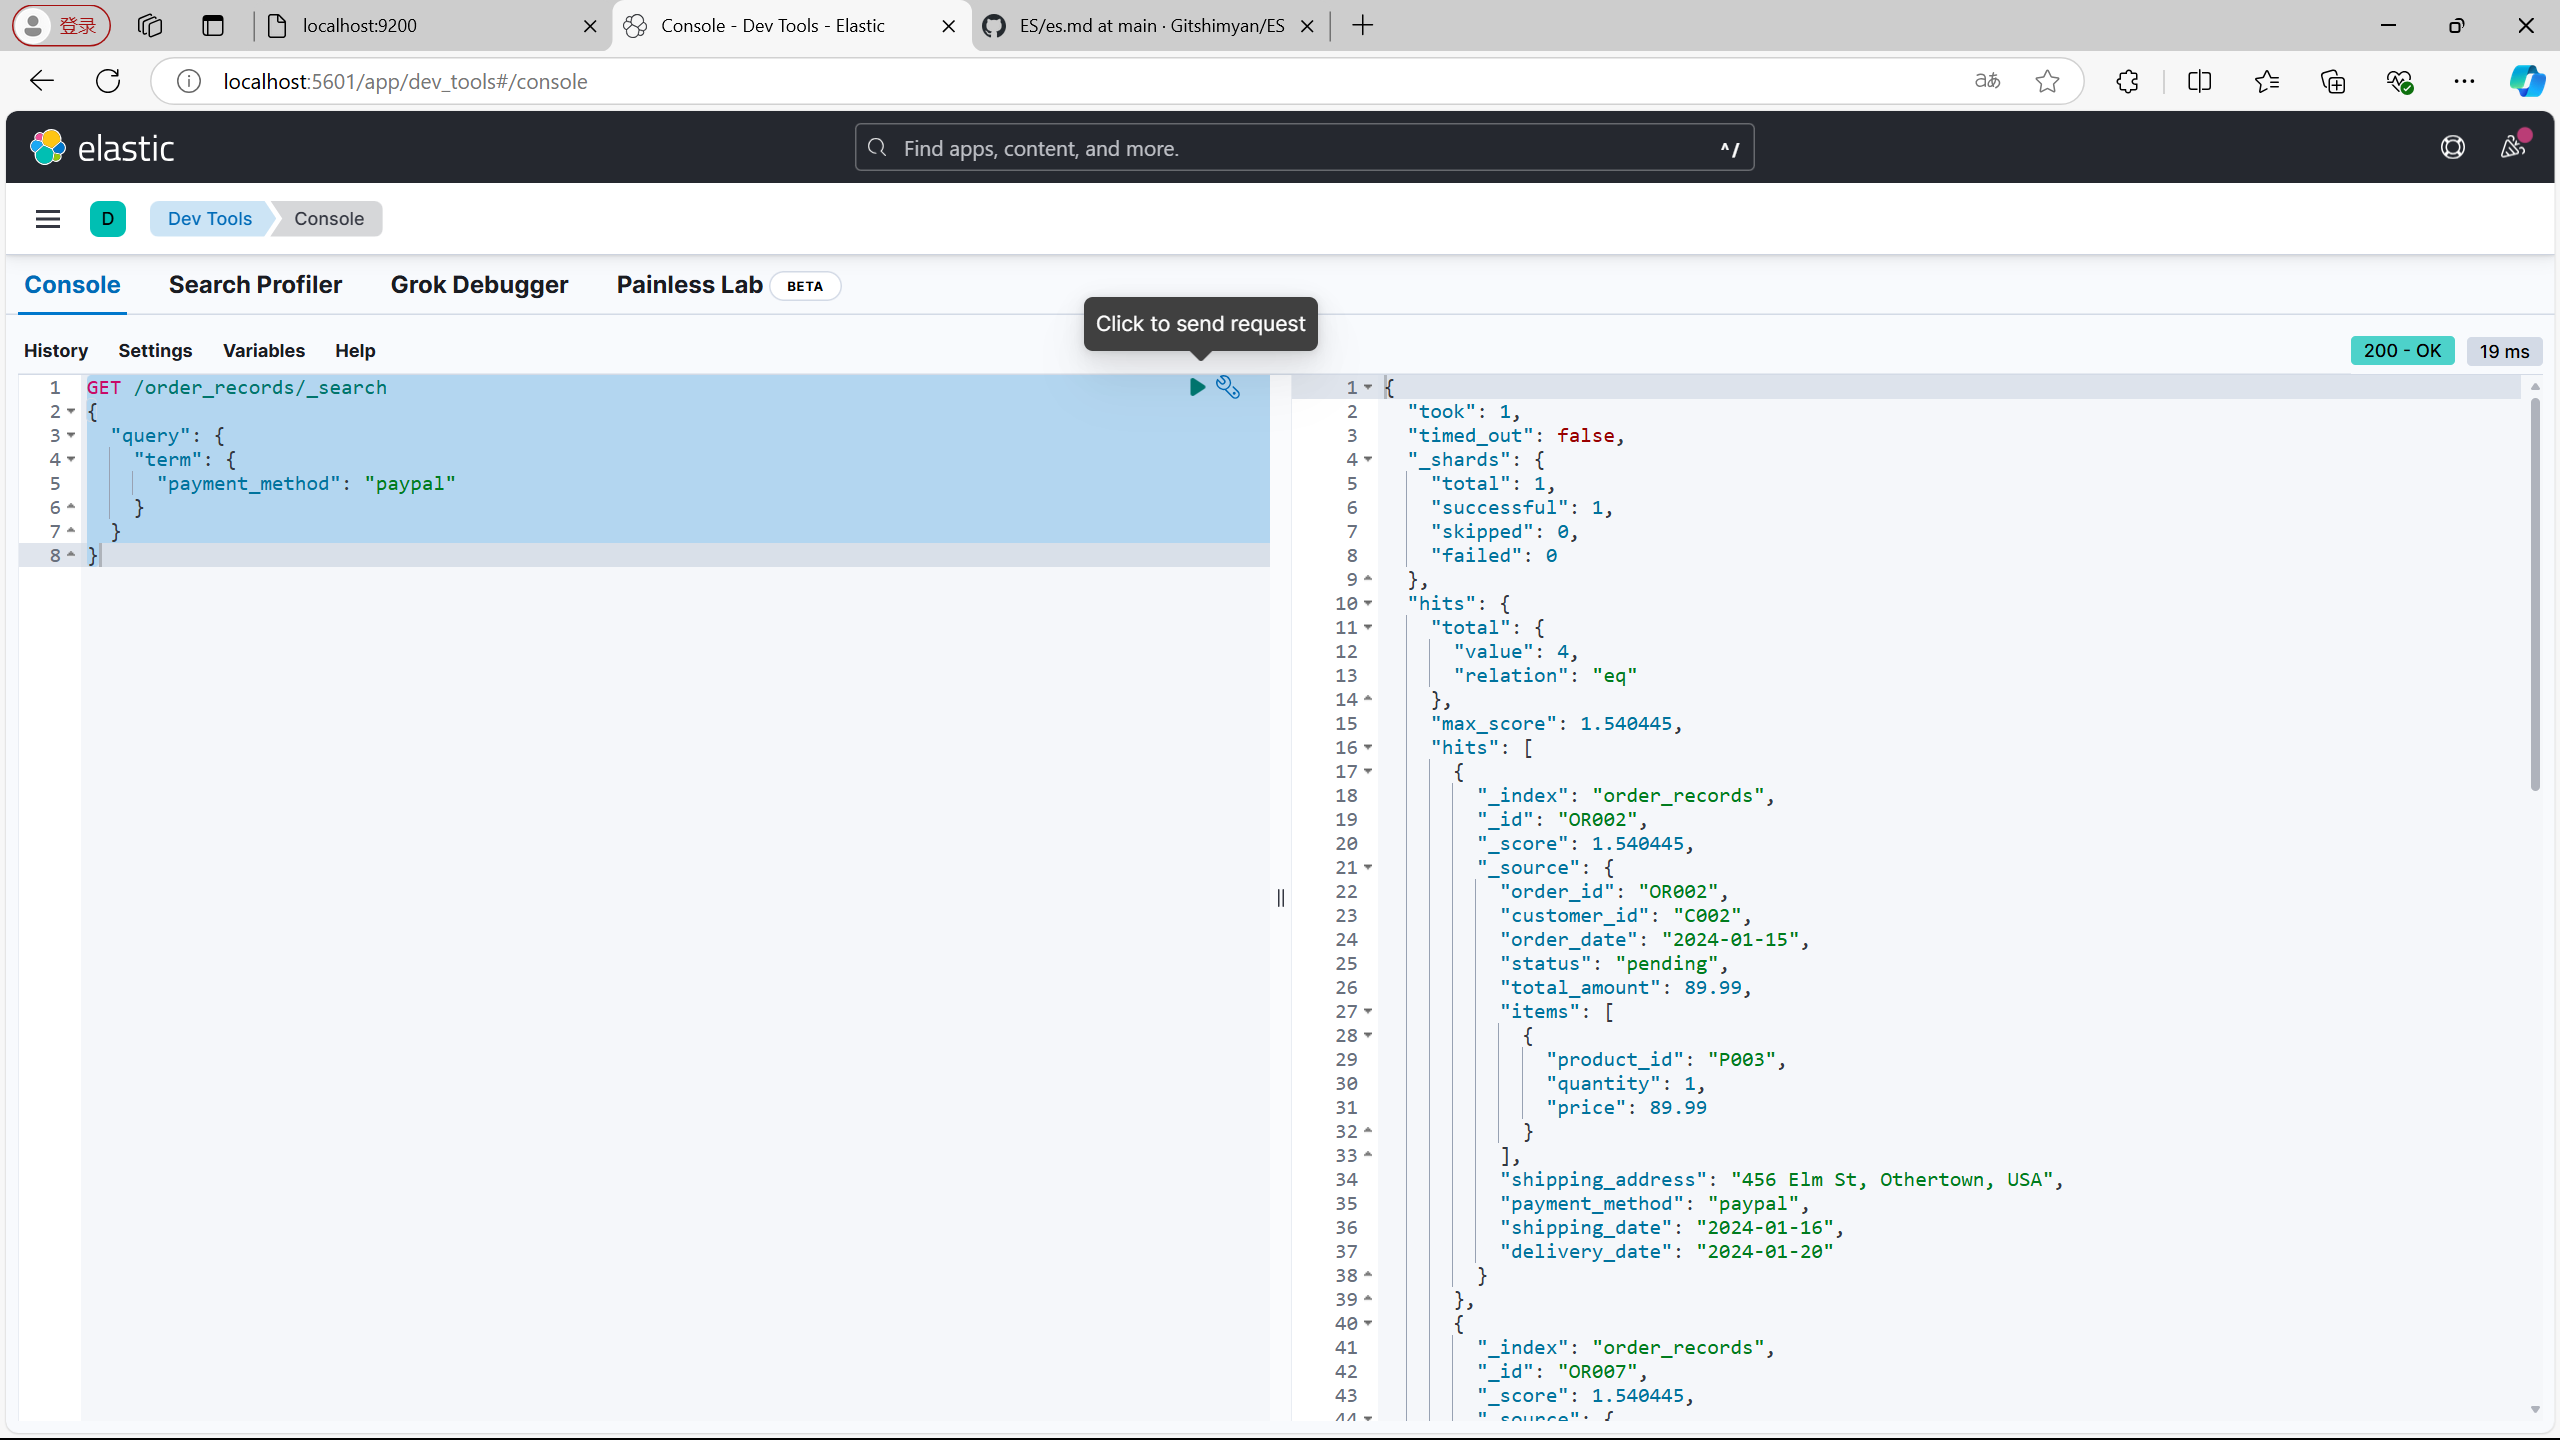 登录
localhost:9200
Console - Dev Tools - Elastic
ES/es.md at main · Gitshimyan/ES
localhost:5601/app/dev_tools#/console
aあ
elastic
Find apps, content, and more.
^/
D
Dev Tools
Console
Console
Search Profiler
Grok Debugger
Painless Lab
BETA
Click to send request
History
Settings
Variables
Help
200 - OK
19 ms
1 GET /order_records/_search
2 {
3 "query": {
4 "term": {
5 "payment_method": "paypal"
6 }
7 }
8 }
1 {
2 "took": 1,
3 "timed_out": false,
4 "_shards": {
5 "total": 1,
6 "successful": 1,
7 "skipped": 0,
8 "failed": 0
9 },
10 "hits": {
11 "total": {
12 "value": 4,
13 "relation": "eq"
14 },
15 "max_score": 1.540445,
16 "hits": [
17 {
18 "_index": "order_records",
19 "_id": "OR002",
20 "_score": 1.540445,
21 "_source": {
22 "order_id": "OR002",
23 "customer_id": "C002",
24 "order_date": "2024-01-15",
25 "status": "pending",
26 "total_amount": 89.99,
27 "items": [
28 {
29 "product_id": "P003",
30 "quantity": 1,
31 "price": 89.99
32 }
33 ],
34 "shipping_address": "456 Elm St, Othertown, USA",
35 "payment_method": "paypal",
36 "shipping_date": "2024-01-16",
37 "delivery_date": "2024-01-20"
38 }
39 },
40 {
41 "_index": "order_records",
42 "_id": "OR007",
43 "_score": 1.540445,
44 "_source": {